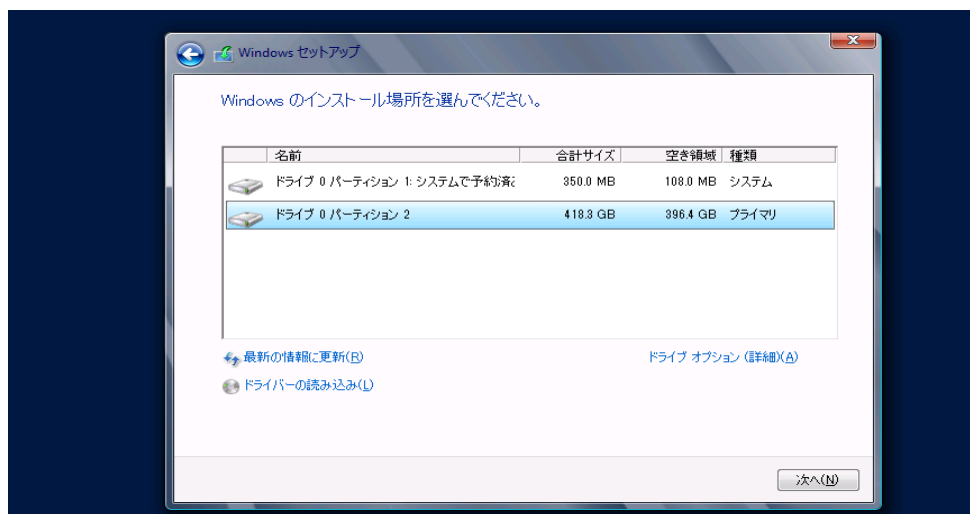 Windows セットアップ
Windows のインストール場所を選んでください。
名前 合計サイズ 空き領域 種類
ドライブ 0 パーティション 1: システムで予約済 350.0 MB 108.0 MB システム
ドライブ 0 パーティション 2 418.3 GB 396.4 GB プライマリ
最新の情報に更新(R) ドライブ オプション (詳細)(A)
ドライバーの読み込み(L)
次へ(N)